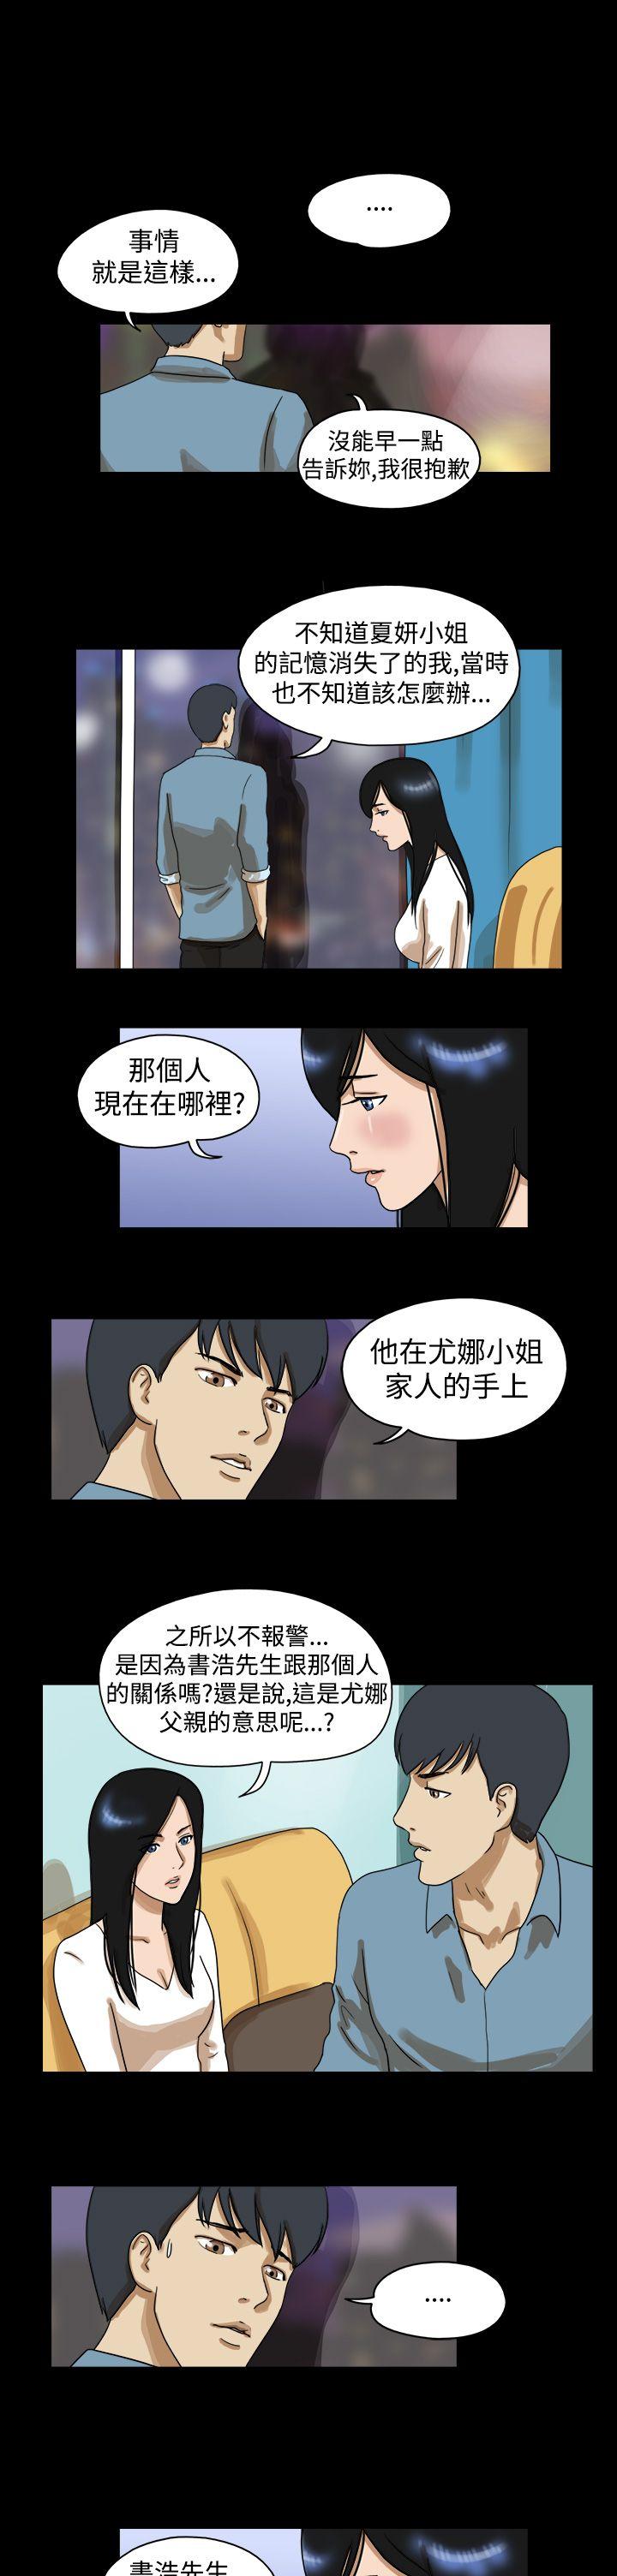 ....
事情
就是這樣...
沒能早一點
告訴妳,我很抱歉
不知道夏妍小姐
的記憶消失了的我,當時
也不知道該怎麼辦...
那個人
現在在哪裡?
他在尤娜小姐
家人的手上
之所以不報警...
是因為書浩先生跟那個人
的關係嗎?還是說,這是尤娜
父親的意思呢...?
....
書浩先生